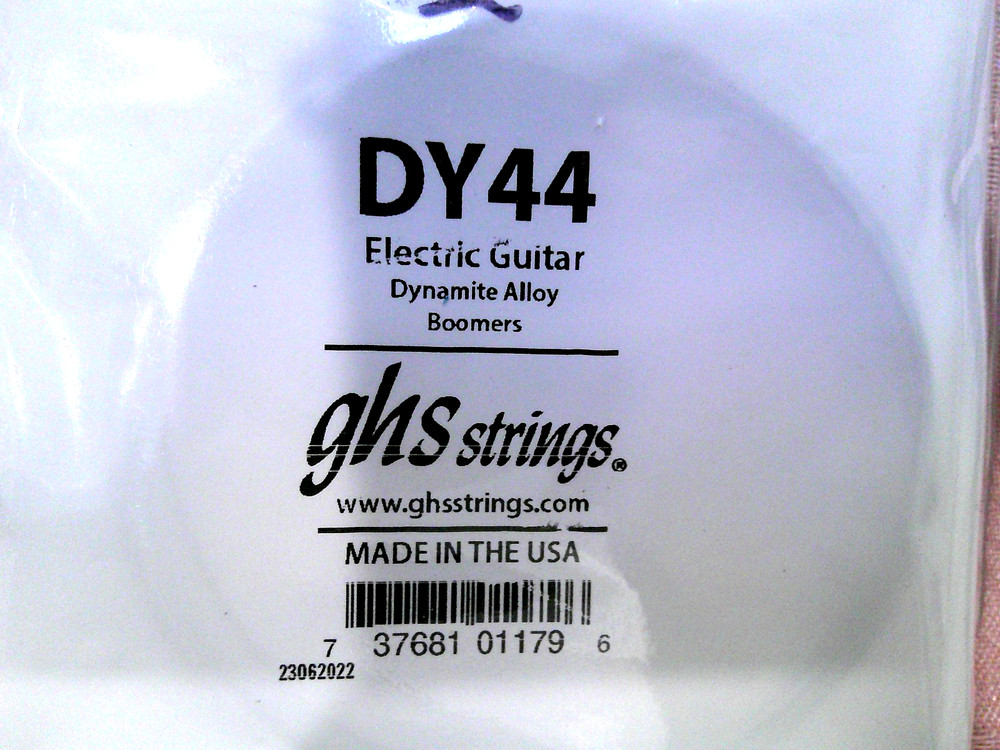 DY44
Electric Guitar
Dynamite Alloy
Boomers
ghs strings®
www.ghsstrings.com
MADE IN THE USA
7 37681 01179 6
23062022